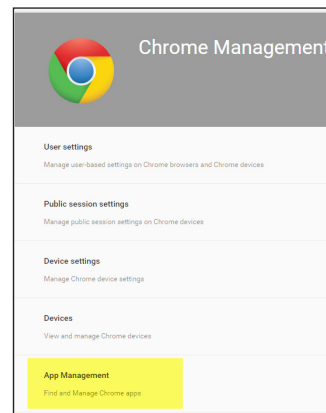 Chrome Management
User settings
Manage user-based settings on Chrome browsers and Chrome devices
Public session settings
Manage public session settings on Chrome devices
Device settings
Manage Chrome device settings
Devices
View and manage Chrome devices
App Management
Find and Manage Chrome apps